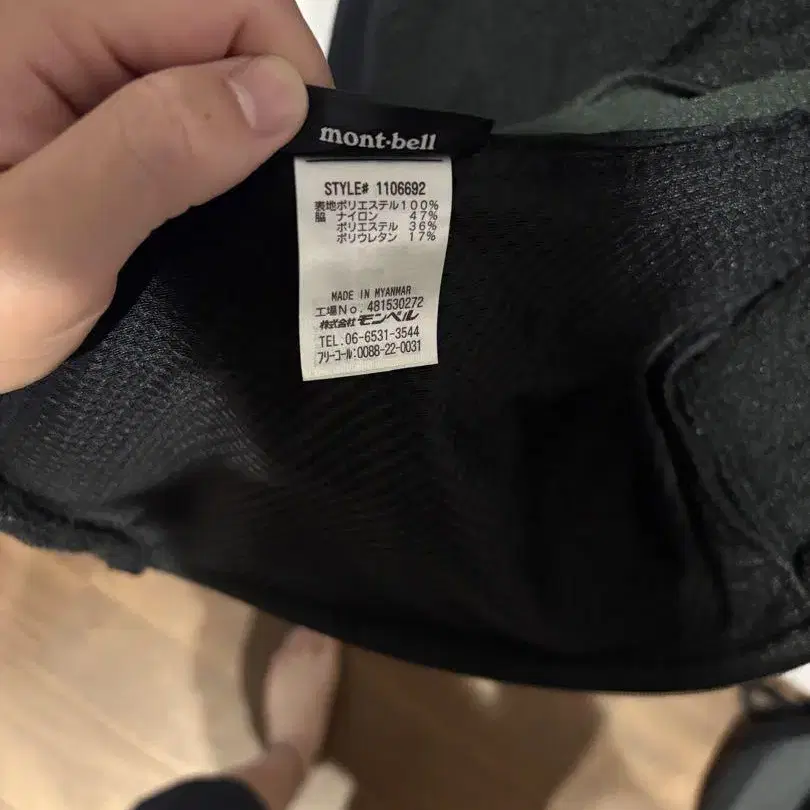 mont-bell
STYLE# 1106692
表地ポリエステル100%
脇 ナイロン 47%
ポリエステル 36%
ポリウレタン 17%
MADE IN MYANMAR
工場No. 481530272
株式会社モンベル
TEL.06-6531-3544
フリーコール:0088-22-0031